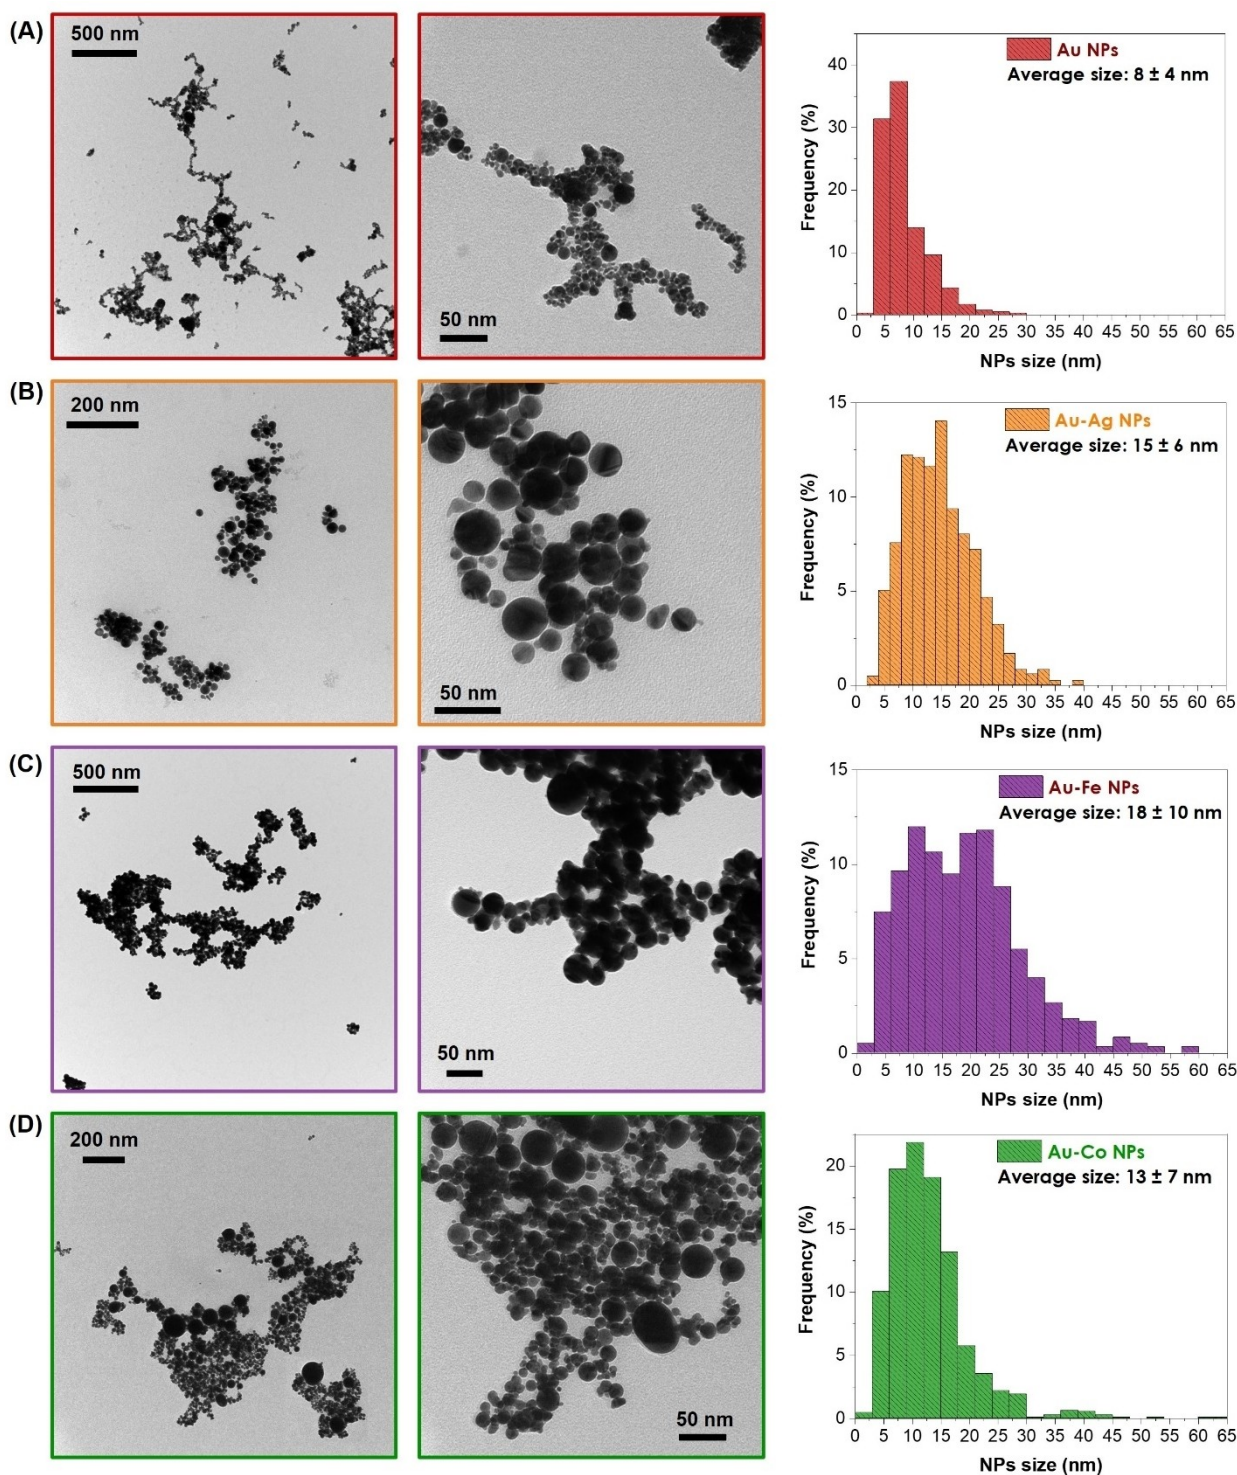 (A)
500 nm
50 nm
Au NPs
Average size: 8 ± 4 nm
Frequency (%)
40
30
20
10
0
0 5 10 15 20 25 30 35 40 45 50 55 60 65
NPs size (nm)
(B)
200 nm
50 nm
Au-Ag NPs
Average size: 15 ± 6 nm
Frequency (%)
15
10
5
0
0 5 10 15 20 25 30 35 40 45 50 55 60 65
NPs size (nm)
(C)
500 nm
50 nm
Au-Fe NPs
Average size: 18 ± 10 nm
Frequency (%)
15
10
5
0
0 5 10 15 20 25 30 35 40 45 50 55 60 65
NPs size (nm)
(D)
200 nm
50 nm
Au-Co NPs
Average size: 13 ± 7 nm
Frequency (%)
20
15
10
5
0
0 5 10 15 20 25 30 35 40 45 50 55 60 65
NPs size (nm)